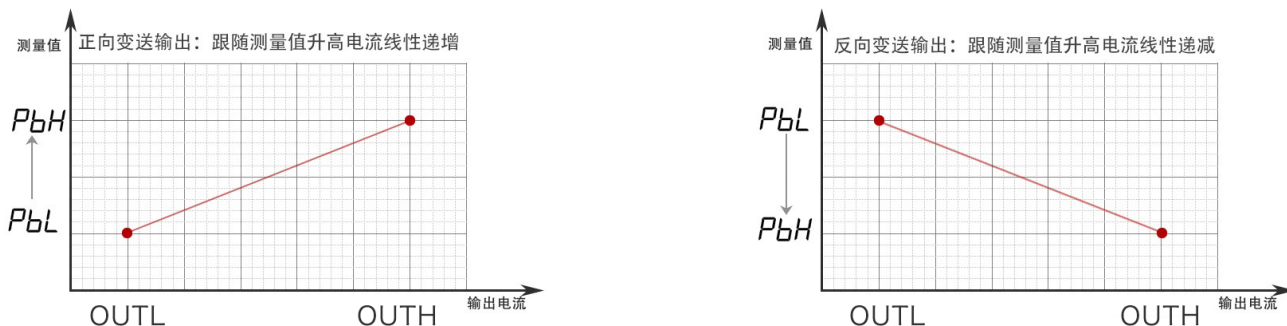 测量值
正向变送输出：跟随测量值升高电流线性递增
PbH
PbL
OUTL
OUTH
输出电流
测量值
反向变送输出：跟随测量值升高电流线性递减
PbL
PbH
OUTL
OUTH
输出电流